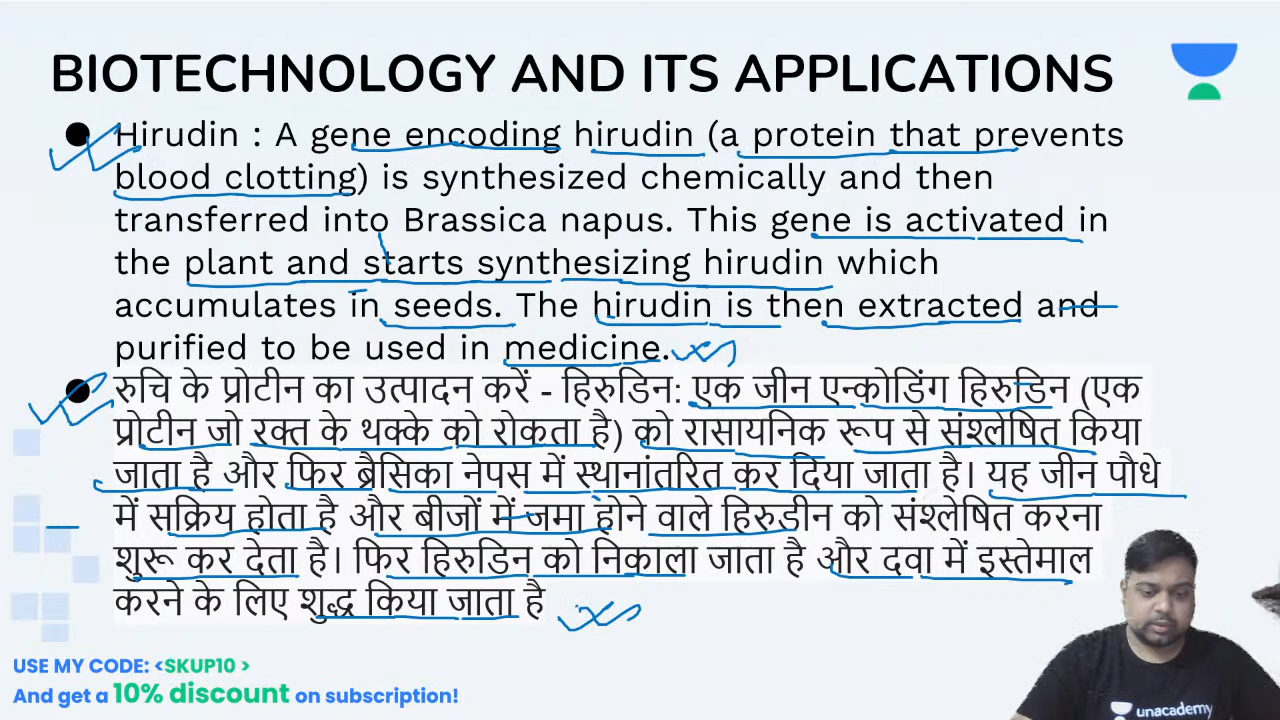 BIOTECHNOLOGY AND ITS APPLICATIONS
● Hirudin : A gene encoding hirudin (a protein that prevents
blood clotting) is synthesized chemically and then
transferred into Brassica napus. This gene is activated in
the plant and starts synthesizing hirudin which
accumulates in seeds. The hirudin is then extracted and
purified to be used in medicine.
● रुचि के प्रोटीन का उत्पादन करें - हिरुडिन: एक जीन एन्कोडिंग हिरुडिन (एक
प्रोटीन जो रक्त के थक्के को रोकता है) को रासायनिक रूप से संश्लेषित किया
जाता है और फिर ब्रैसिका नेपस में स्थानांतरित कर दिया जाता है। यह जीन पौधे
में सक्रिय होता है और बीजों में जमा होने वाले हिरुडीन को संश्लेषित करना
शुरू कर देता है। फिर हिरुडिन को निकाला जाता है और दवा में इस्तेमाल
करने के लिए शुद्ध किया जाता है
USE MY CODE: <SKUP10 >
And get a 10% discount on subscription!
unacademy